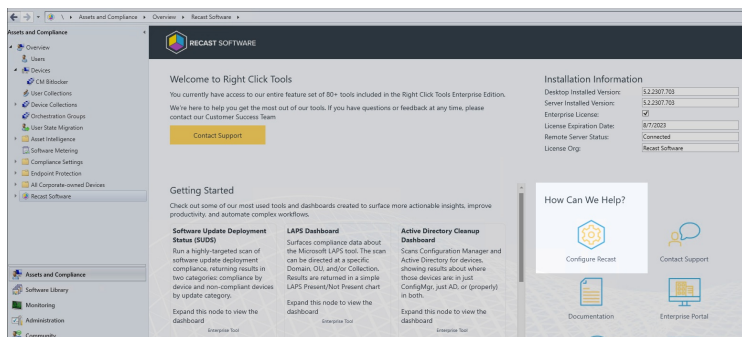 \ ▸ Assets and Compliance ▸ Overview ▸ Recast Software ▸
Assets and Compliance
Overview
Users
Devices
CM Bitlocker
User Collections
Device Collections
Orchestration Groups
User State Migration
Asset Intelligence
Software Metering
Compliance Settings
Endpoint Protection
All Corporate-owned Devices
Recast Software
Assets and Compliance
Software Library
Monitoring
Administration
Community
RECAST SOFTWARE
Welcome to Right Click Tools
You currently have access to our entire feature set of 80+ tools included in the Right Click Tools Enterprise Edition.
We're here to help you get the most out of our tools. If you have questions or feedback at any time, please
contact our Customer Success Team
Contact Support
Installation Information
Desktop Installed Version: 5.2.2307.703
Server Installed Version: 5.2.2307.703
Enterprise License:
License Expiration Date: 8/7/2023
Remote Server Status: Connected
License Org: Recast Software
Getting Started
Check out some of our most used tools and dashboards created to surface more actionable insights, improve
productivity. and automate complex workflows.
Software Update Deployment
Status (SUDS)
Run a highly-targeted scan of
software update deployment
compliance, returning results in
two categories: compliance by
device and non-compliant devices
by update category.
Expand this node to view the
dashboard
Enterprise Tool
LAPS Dashboard
Surfaces compliance data about
the Microsoft LAPS tool. The scan
can be directed at a specific
Domain, OU, and/or Collection.
Results are returned in a simple
LAPS Present/Not Present chart
Expand this node to view the
dashboard
Enterprise Tool
Active Directory Cleanup
Dashboard
Scans Configuration Manager and
Active Directory for devices,
showing results about where
those devices are: in just
ConfigMgr, just AD, or (properly)
in both.
Expand this node to view the
dashboard
Enterprise Tool
How Can We Help?
Configure Recast
Contact Support
Documentation
Enterprise Portal